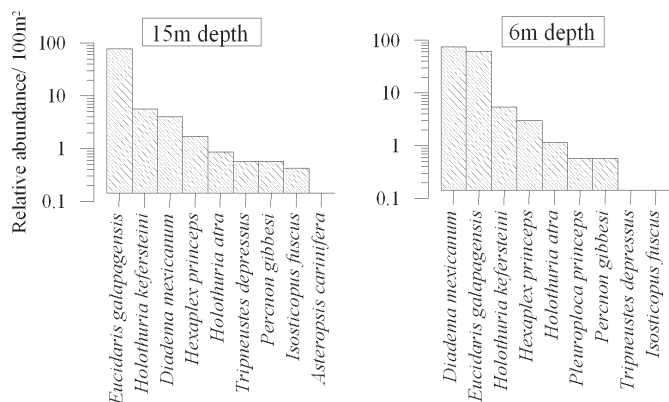 15m depth
Relative abundance/ 100m²
100
10
1
0.1
Eucidaris galapagensis
Holothuria kefersteini
Diadema mexicanum
Hexaplex princeps
Holothuria atra
Tripneustes depressus
Percnon gibbesi
Isosticopus fuscus
Asteropsis carinifera
6m depth
100
10
1
0.1
Diadema mexicanum
Eucidaris galapagensis
Holothuria kefersteini
Hexaplex princeps
Holothuria atra
Pleuroploca princeps
Percnon gibbesi
Tripneustes depressus
Isosticopus fuscus